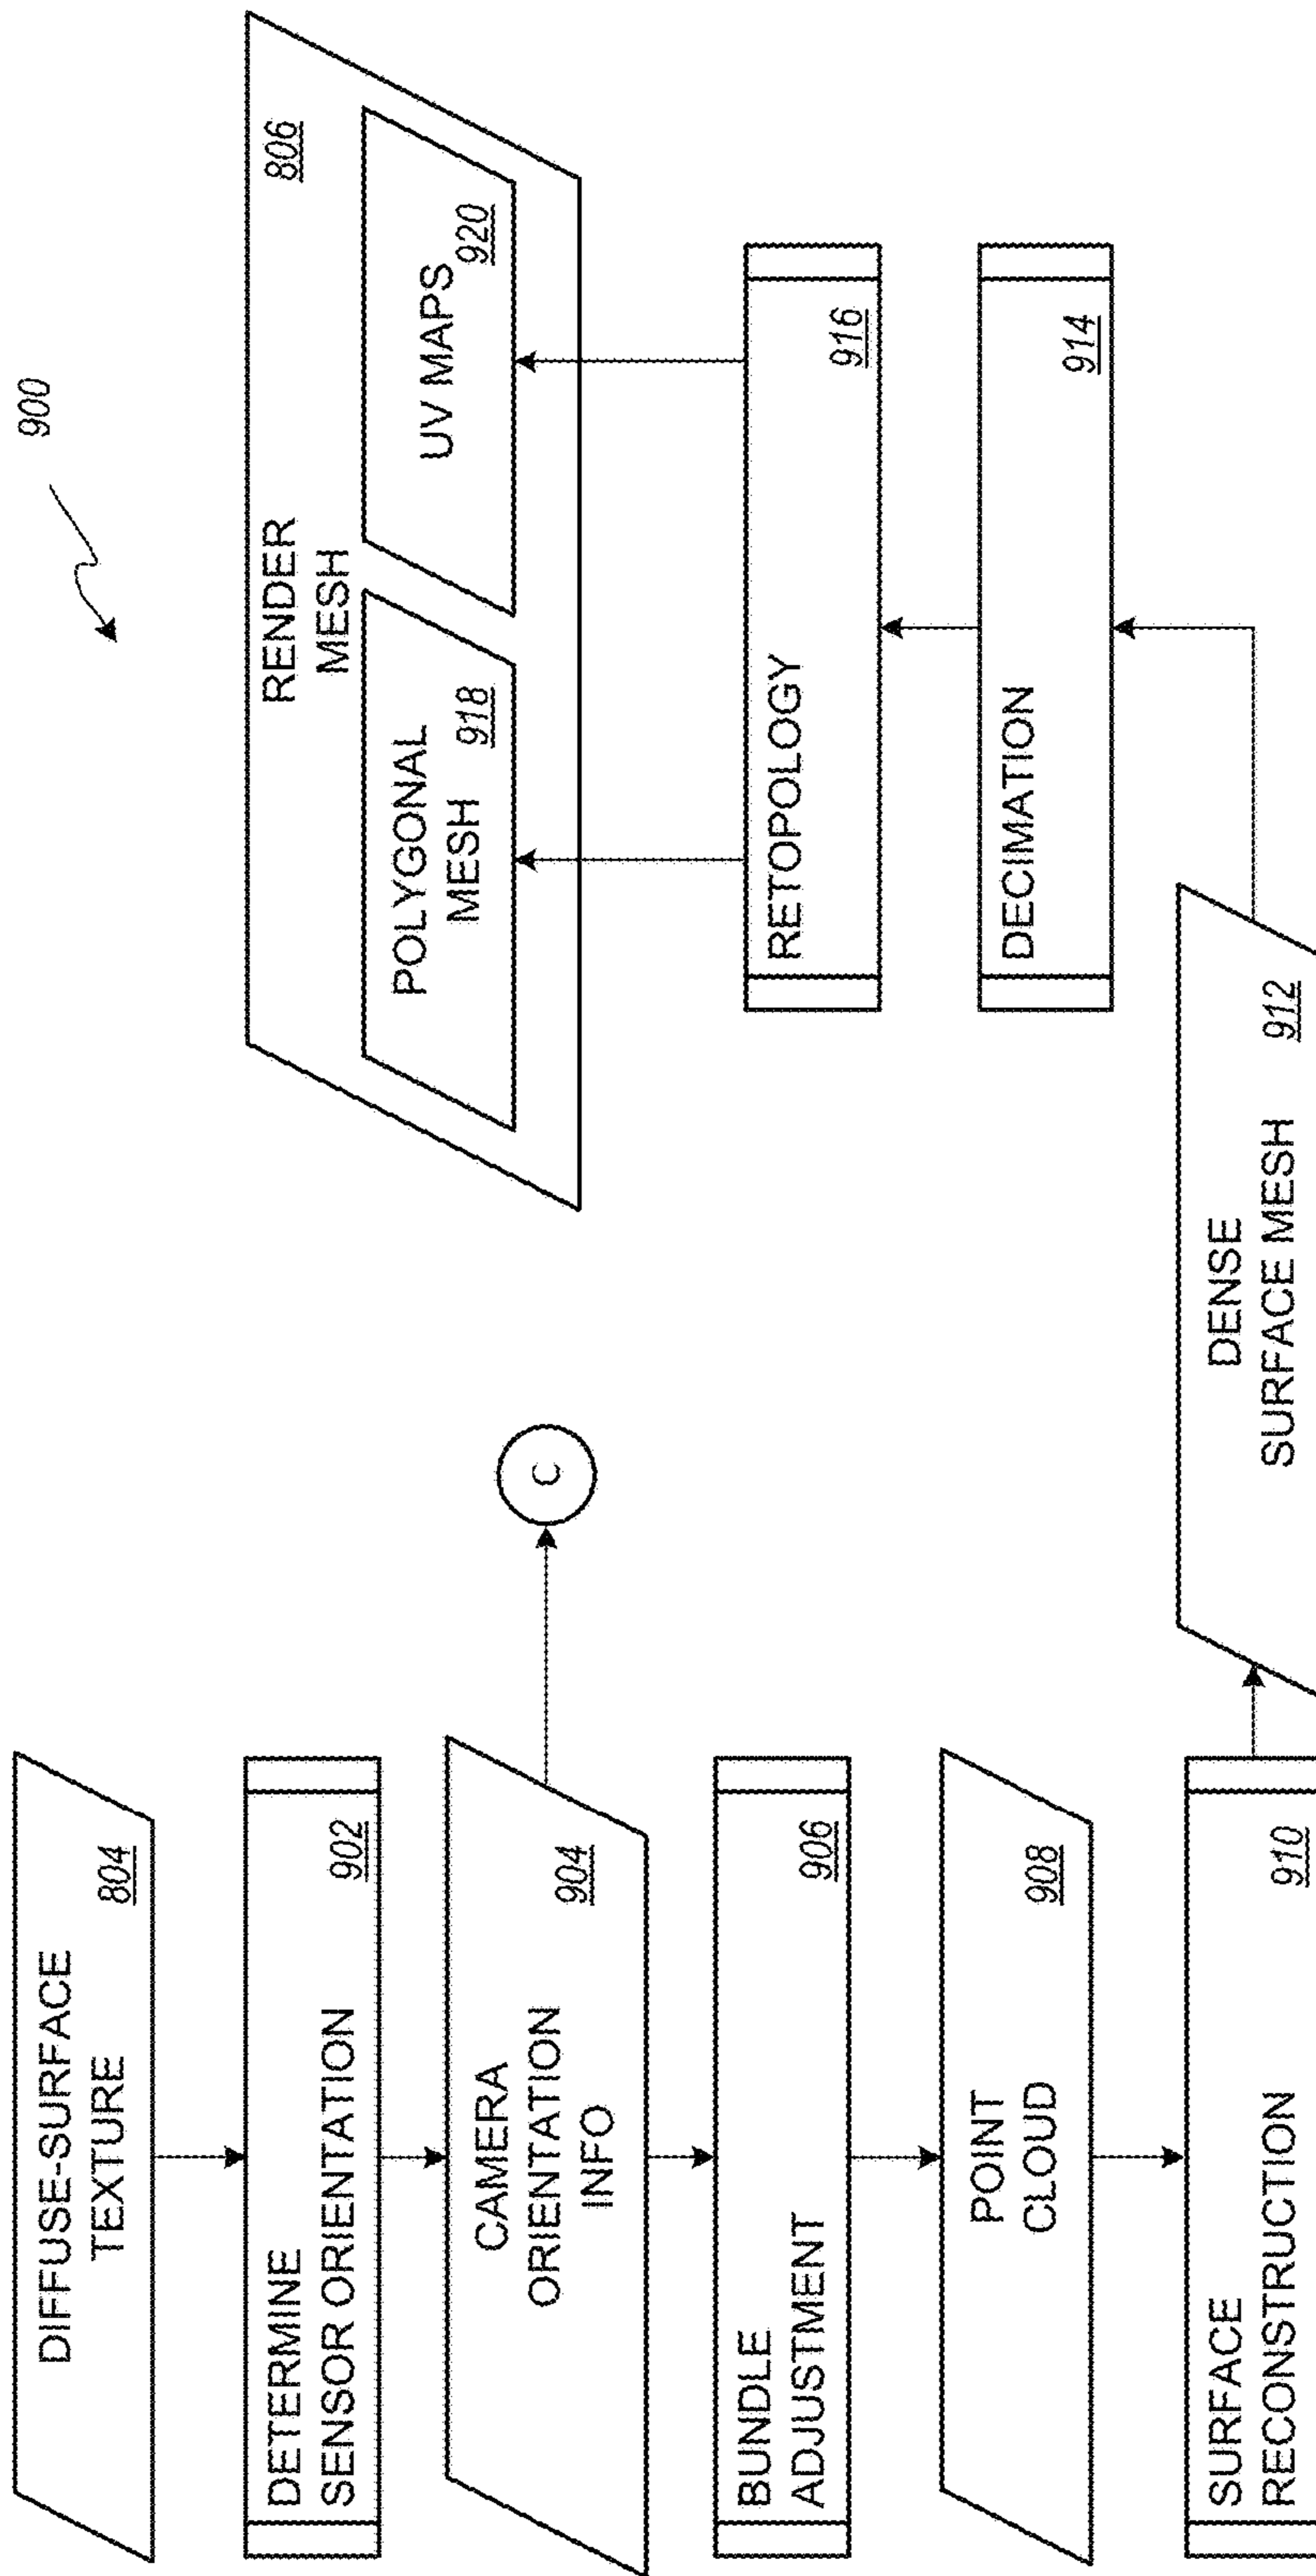 900
DIFFUSE-SURFACE
TEXTURE
804
DETERMINE
SENSOR ORIENTATION
902
CAMERA
ORIENTATION
INFO
904
C
BUNDLE
ADJUSTMENT
906
POINT
CLOUD
908
SURFACE
RECONSTRUCTION
910
DENSE
SURFACE MESH
912
DECIMATION
914
RETOPOLOGY
916
RENDER
MESH
806
POLYGONAL
MESH
918
UV MAPS
920